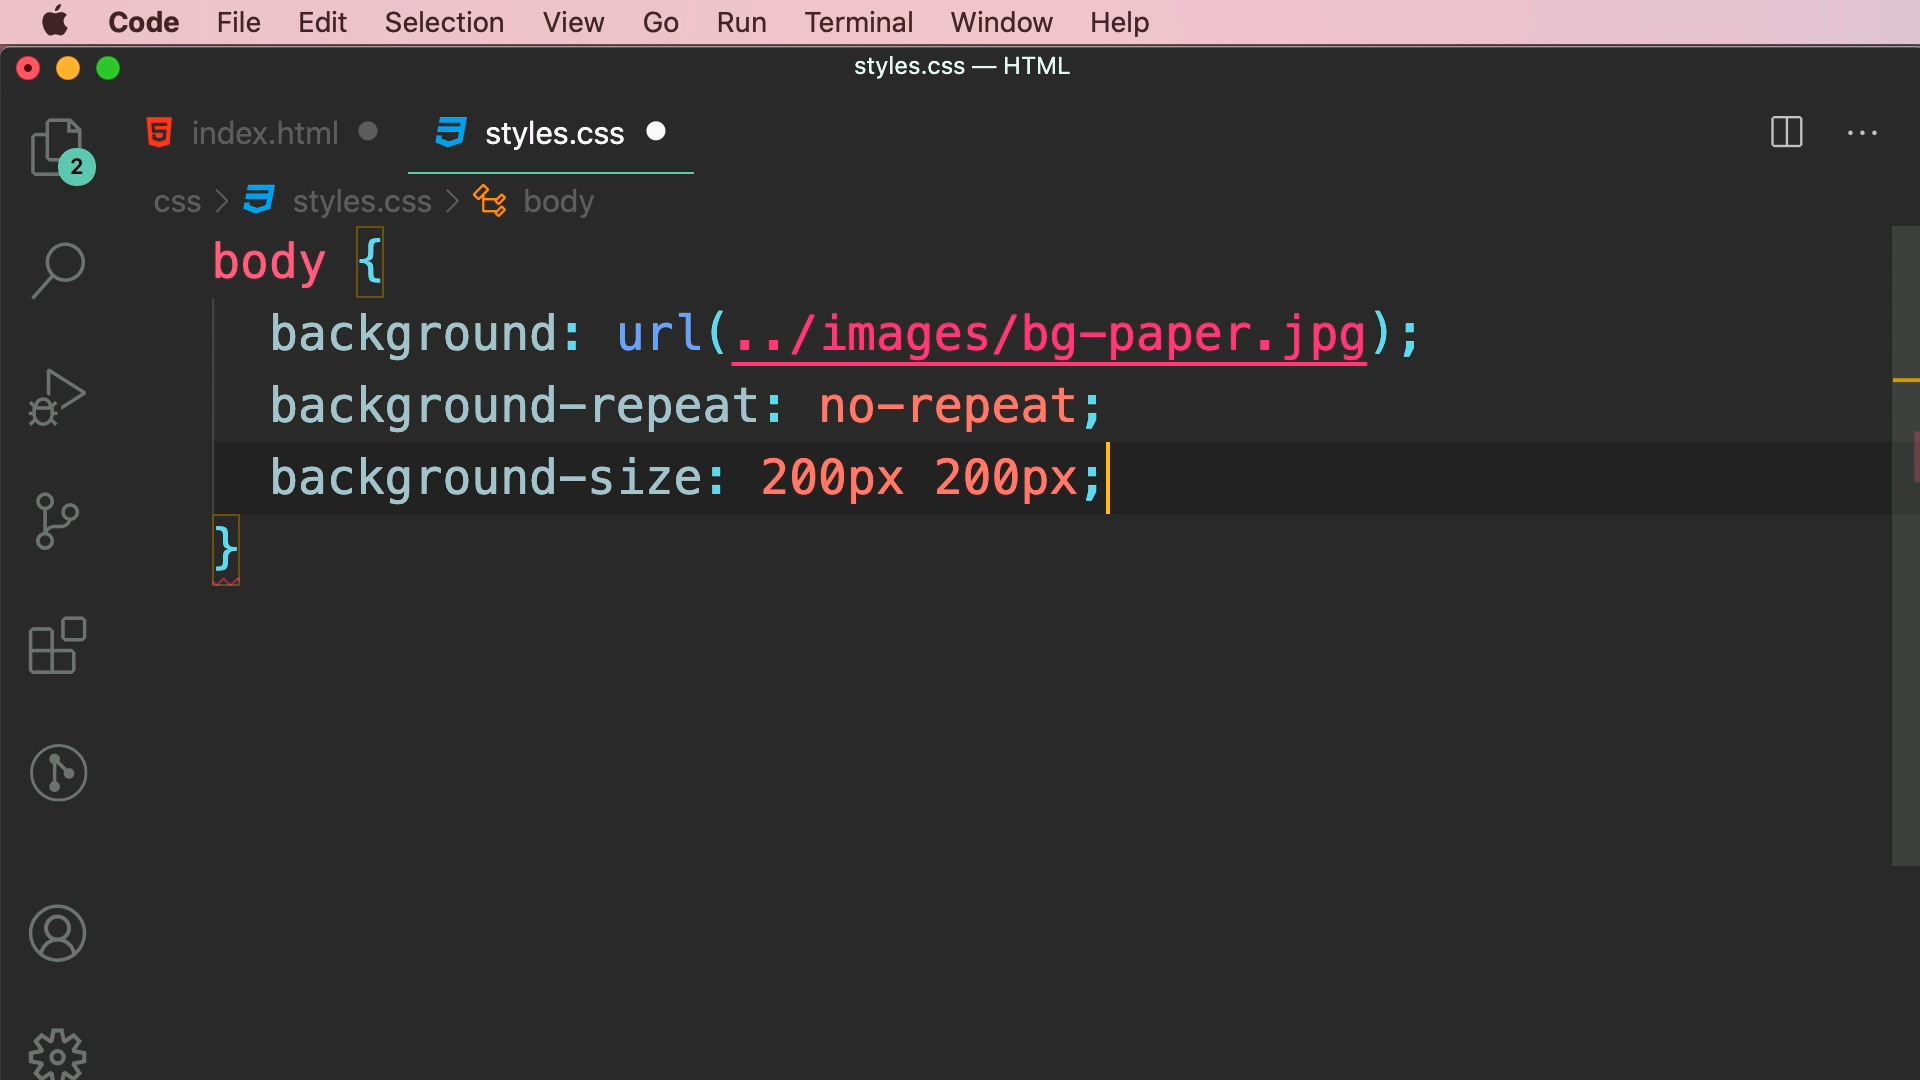 Code File Edit Selection View Go Run Terminal Window Help
styles.css — HTML
index.html styles.css
2
css > styles.css > body
body {
background: url(../images/bg-paper.jpg);
background-repeat: no-repeat;
background-size: 200px 200px;
}